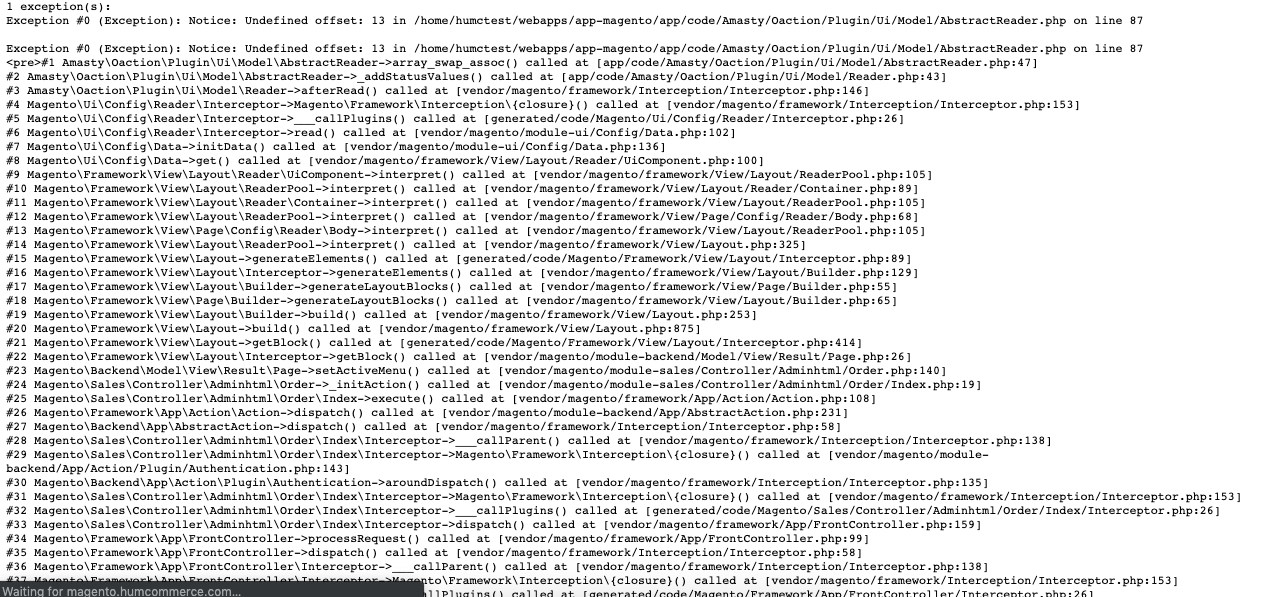 1 exception(s):
Exception #0 (Exception): Notice: Undefined offset: 13 in /home/humctest/webapps/app-magento/app/code/Amasty/Oaction/Plugin/Ui/Model/AbstractReader.php on line 87
Exception #0 (Exception): Notice: Undefined offset: 13 in /home/humctest/webapps/app-magento/app/code/Amasty/Oaction/Plugin/Ui/Model/AbstractReader.php on line 87
<pre>#1 Amasty\Oaction\Plugin\Ui\Model\AbstractReader->array_swap_assoc() called at [app/code/Amasty/Oaction/Plugin/Ui/Model/AbstractReader.php:47]
#2 Amasty\Oaction\Plugin\Ui\Model\AbstractReader->_addStatusValues() called at [app/code/Amasty/Oaction/Plugin/Ui/Model/Reader.php:43]
#3 Amasty\Oaction\Plugin\Ui\Model\Reader->afterRead() called at [vendor/magento/framework/Interception/Interceptor.php:146]
#4 Magento\Ui\Config\Reader\Interceptor->Magento\Framework\Interception\{closure}() called at [vendor/magento/framework/Interception/Interceptor.php:153]
#5 Magento\Ui\Config\Reader\Interceptor->___callPlugins() called at [generated/code/Magento/Ui/Config/Reader/Interceptor.php:26]
#6 Magento\Ui\Config\Reader\Interceptor->read() called at [vendor/magento/module-ui/Config/Data.php:102]
#7 Magento\Ui\Config\Data->initData() called at [vendor/magento/module-ui/Config/Data.php:136]
#8 Magento\Ui\Config\Data->get() called at [vendor/magento/framework/View/Layout/Reader/UiComponent.php:100]
#9 Magento\Framework\View\Layout\Reader\UiComponent->interpret() called at [vendor/magento/framework/View/Layout/ReaderPool.php:105]
#10 Magento\Framework\View\Layout\ReaderPool->interpret() called at [vendor/magento/framework/View/Layout/Reader/Container.php:89]
#11 Magento\Framework\View\Layout\Reader\Container->interpret() called at [vendor/magento/framework/View/Layout/ReaderPool.php:105]
#12 Magento\Framework\View\Layout\ReaderPool->interpret() called at [vendor/magento/framework/View/Page/Config/Reader/Body.php:68]
#13 Magento\Framework\View\Page\Config\Reader\Body->interpret() called at [vendor/magento/framework/View/Layout/ReaderPool.php:105]
#14 Magento\Framework\View\Layout\ReaderPool->interpret() called at [vendor/magento/framework/View/Layout.php:325]
#15 Magento\Framework\View\Layout->generateElements() called at [generated/code/Magento/Framework/View/Layout/Interceptor.php:89]
#16 Magento\Framework\View\Layout\Interceptor->generateElements() called at [vendor/magento/framework/View/Layout/Builder.php:129]
#17 Magento\Framework\View\Layout\Builder->generateLayoutBlocks() called at [vendor/magento/framework/View/Page/Builder.php:55]
#18 Magento\Framework\View\Page\Builder->generateLayoutBlocks() called at [vendor/magento/framework/View/Layout/Builder.php:65]
#19 Magento\Framework\View\Layout\Builder->build() called at [vendor/magento/framework/View/Layout.php:253]
#20 Magento\Framework\View\Layout->build() called at [vendor/magento/framework/View/Layout.php:875]
#21 Magento\Framework\View\Layout->getBlock() called at [generated/code/Magento/Framework/View/Layout/Interceptor.php:414]
#22 Magento\Framework\View\Layout\Interceptor->getBlock() called at [vendor/magento/module-backend/Model/View/Result/Page.php:26]
#23 Magento\Backend\Model\View\Result\Page->setActiveMenu() called at [vendor/magento/module-sales/Controller/Adminhtml/Order.php:140]
#24 Magento\Sales\Controller\Adminhtml\Order->_initAction() called at [vendor/magento/module-sales/Controller/Adminhtml/Order/Index.php:19]
#25 Magento\Sales\Controller\Adminhtml\Order\Index->execute() called at [vendor/magento/framework/App/Action/Action.php:108]
#26 Magento\Framework\App\Action\Action->dispatch() called at [vendor/magento/module-backend/App/AbstractAction.php:231]
#27 Magento\Backend\App\AbstractAction->dispatch() called at [vendor/magento/framework/Interception/Interceptor.php:58]
#28 Magento\Sales\Controller\Adminhtml\Order\Index\Interceptor->___callParent() called at [vendor/magento/framework/Interception/Interceptor.php:138]
#29 Magento\Sales\Controller\Adminhtml\Order\Index\Interceptor->Magento\Framework\Interception\{closure}() called at [vendor/magento/module-
backend/App/Action/Plugin/Authentication.php:143]
#30 Magento\Backend\App\Action\Plugin\Authentication->aroundDispatch() called at [vendor/magento/framework/Interception/Interceptor.php:135]
#31 Magento\Sales\Controller\Adminhtml\Order\Index\Interceptor->Magento\Framework\Interception\{closure}() called at [vendor/magento/framework/Interception/Interceptor.php:153]
#32 Magento\Sales\Controller\Adminhtml\Order\Index\Interceptor->___callPlugins() called at [generated/code/Magento/Sales/Controller/Adminhtml/Order/Index/Interceptor.php:26]
#33 Magento\Sales\Controller\Adminhtml\Order\Index\Interceptor->dispatch() called at [vendor/magento/framework/App/FrontController.php:159]
#34 Magento\Framework\App\FrontController->processRequest() called at [vendor/magento/framework/App/FrontController.php:99]
#35 Magento\Framework\App\FrontController->dispatch() called at [vendor/magento/framework/Interception/Interceptor.php:58]
#36 Magento\Framework\App\FrontController\Interceptor->___callParent() called at [vendor/magento/framework/Interception/Interceptor.php:138]
#37 Magento\Framework\App\FrontController\Interceptor->Magento\Framework\Interception\{closure}() called at [vendor/magento/framework/Interception/Interceptor.php:153]
Waiting for magento.humcommerce.com...
llPlugins() called at [generated/code/Magento/Framework/App/FrontController/Interceptor.php:26]